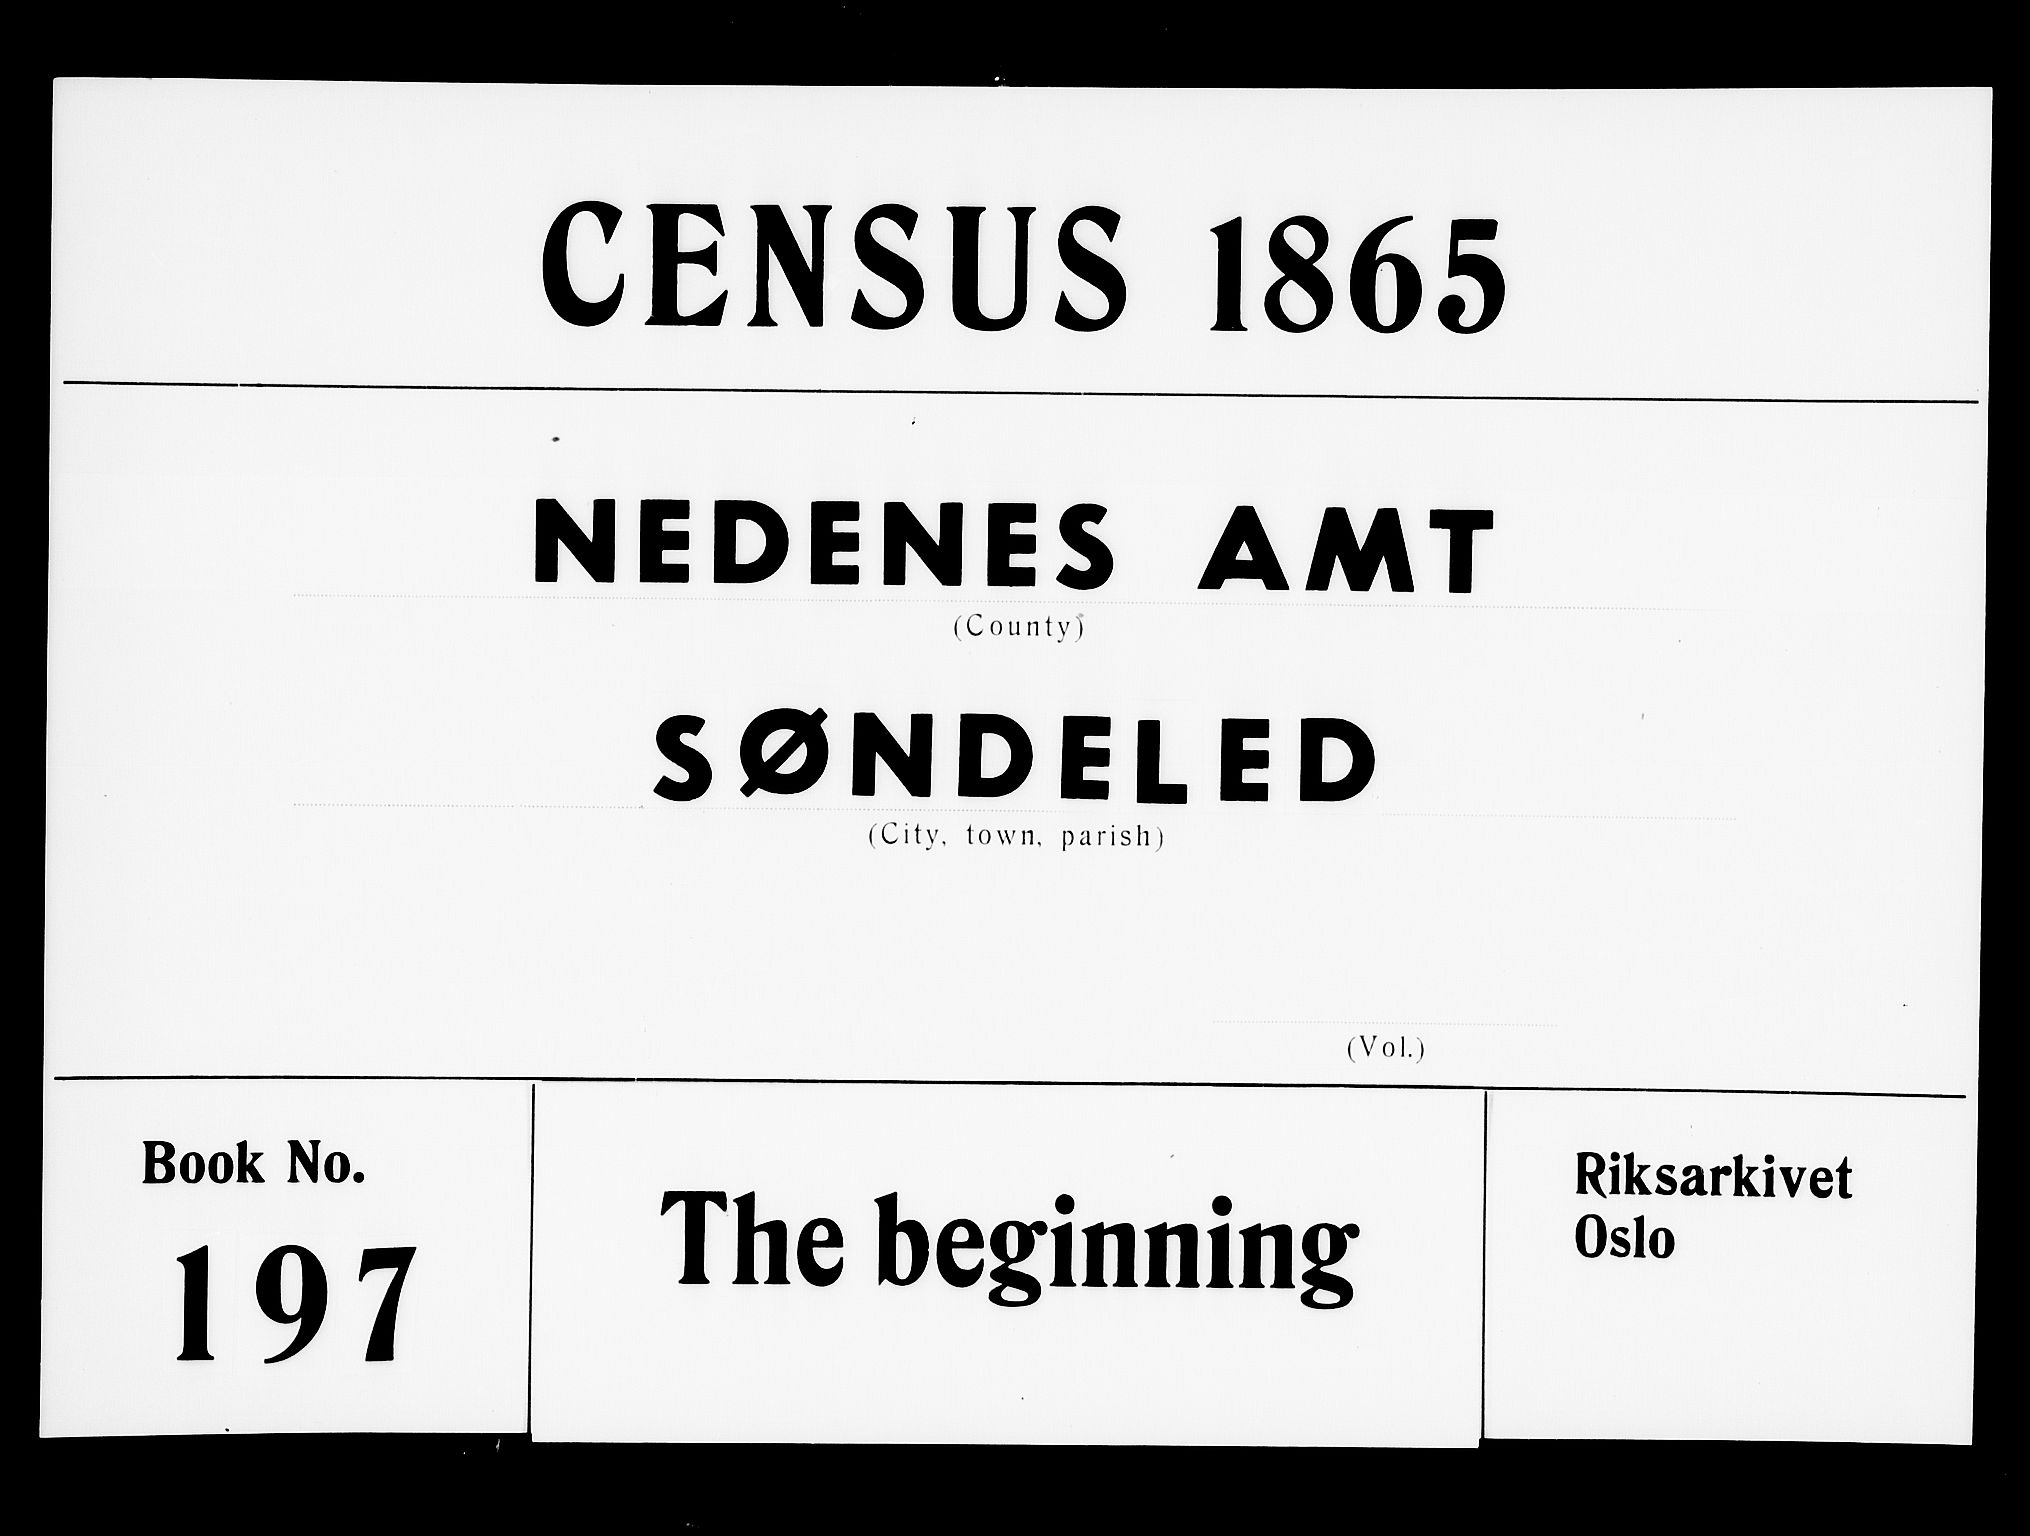 CENSUS 1865
NEDENES AMT
(County)
SØNDELED
(City, town, parish)
(Vol.)
Book No.
197
The beginning
Riksarkivet
Oslo